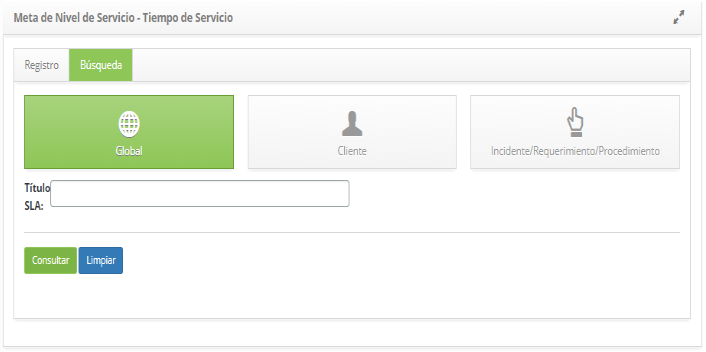 Meta de Nivel de Servicio - Tiempo de Servicio
Registro Búsqueda
Global Cliente Incidente/Requerimiento/Procedimiento
Título
SLA:
Consultar Limpiar